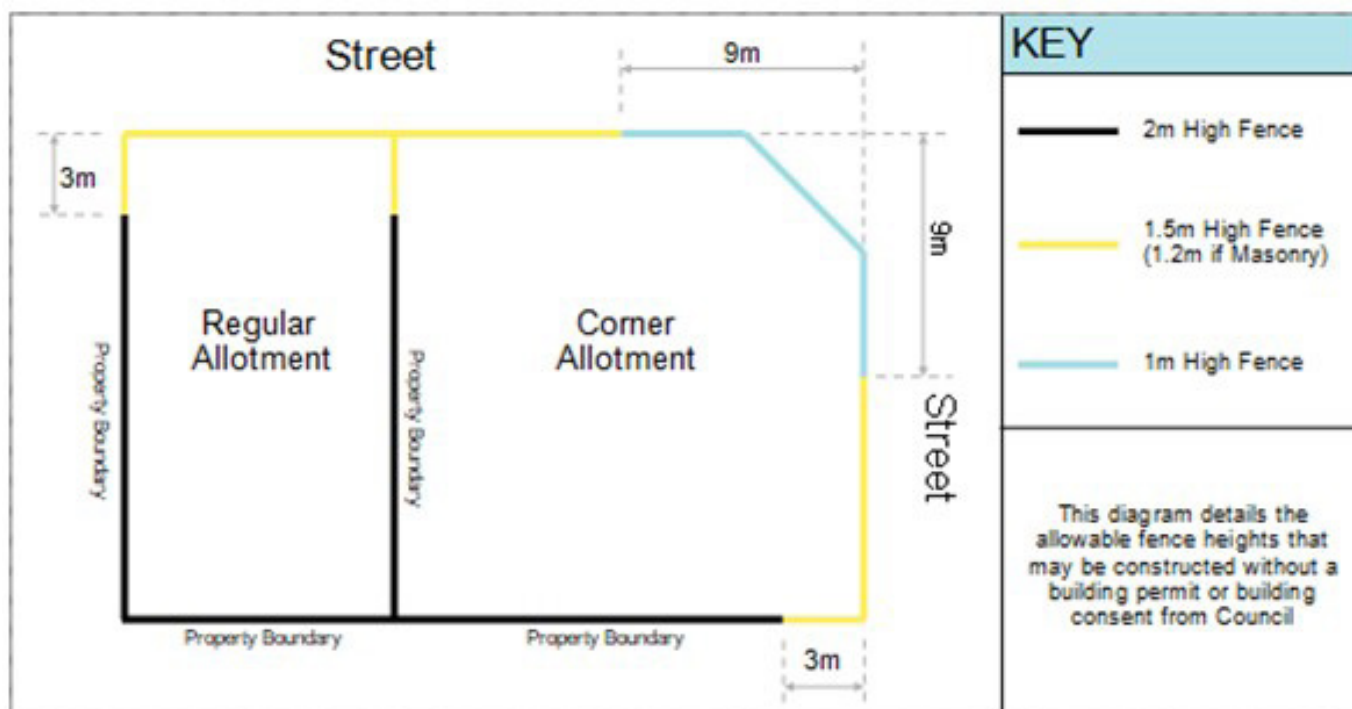 Street
9m
KEY
2m High Fence
3m
9m
1.5m High Fence
(1.2m if Masonry)
Regular
Allotment
Corner
Allotment
Property Boundary
Property Boundary
1m High Fence
Street
This diagram details the
allowable fence heights that
may be constructed without a
building permit or building
consent from Council
Property Boundary
Property Boundary
3m